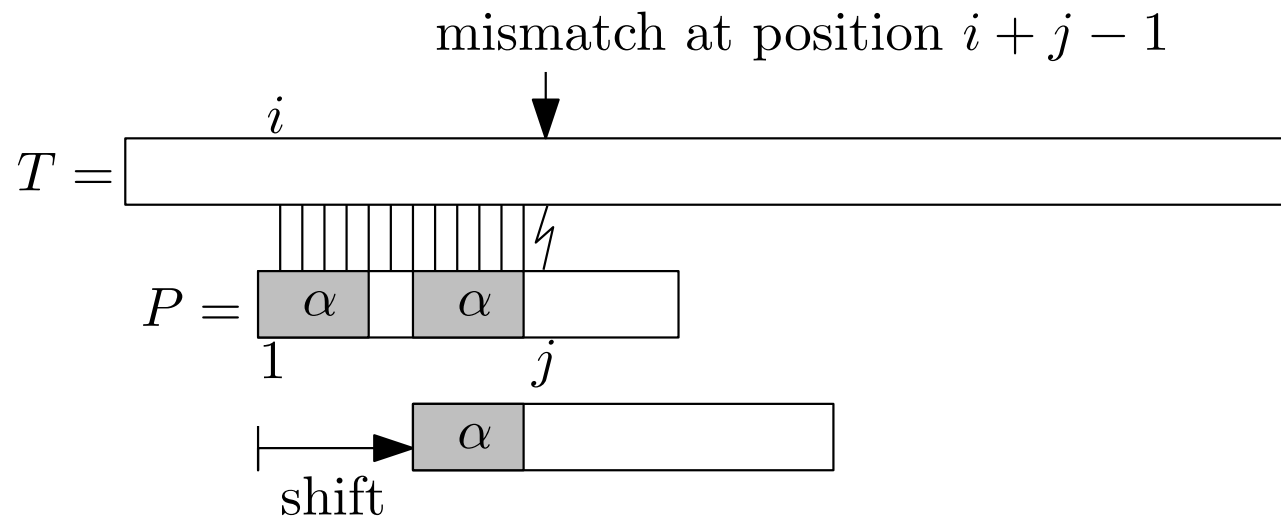 mismatch at position i + j − 1
i
T =
P = α α
1 j
α
shift